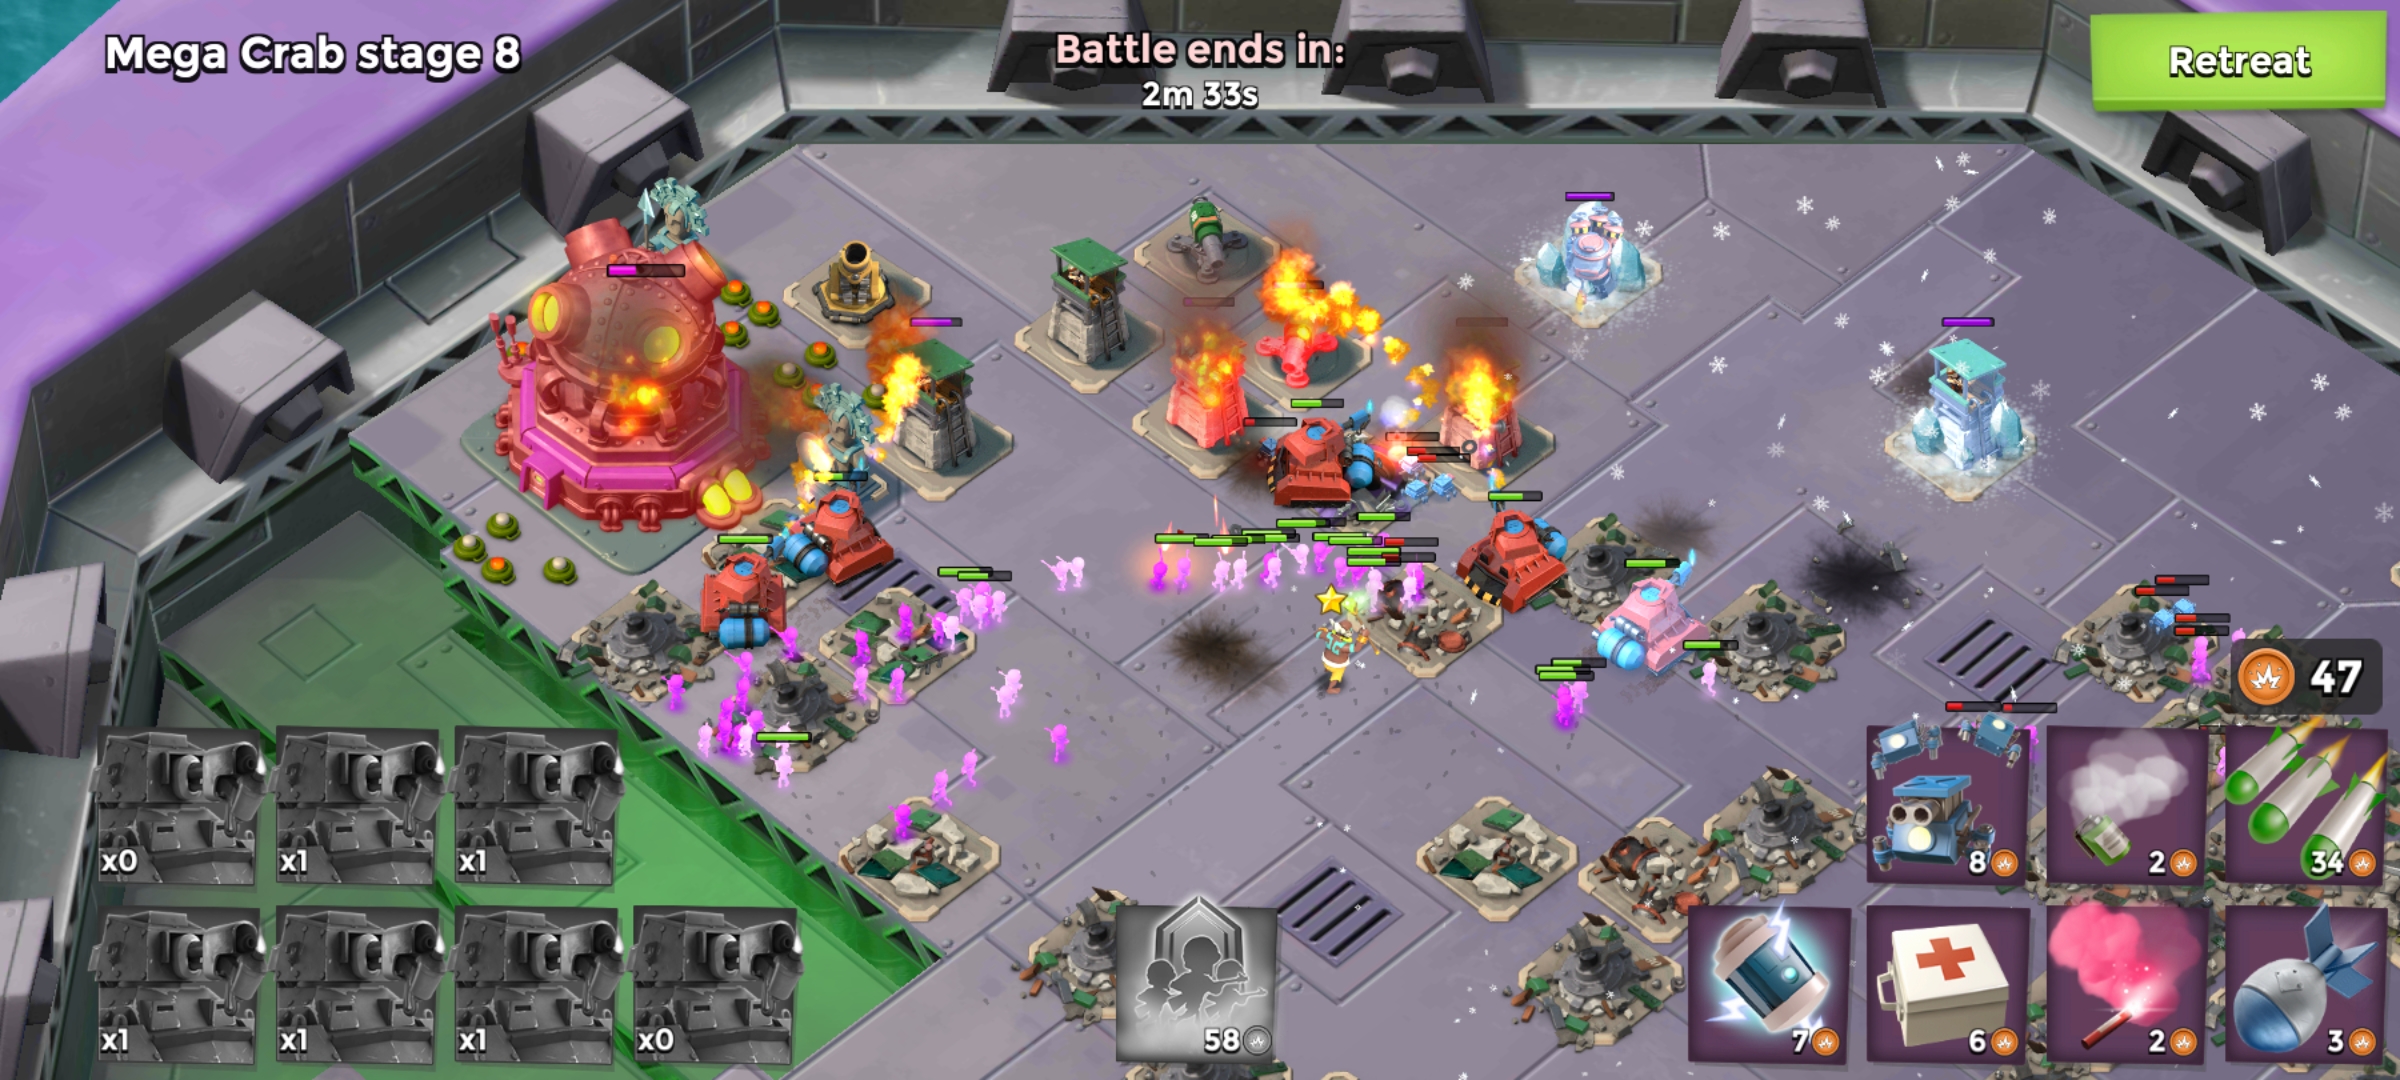 Mega Crab stage 8
Battle ends in:
2m 33s
Retreat
47
x0
x1
x1
8
2
34
x1
x1
x1
x0
58
7
6
2
3